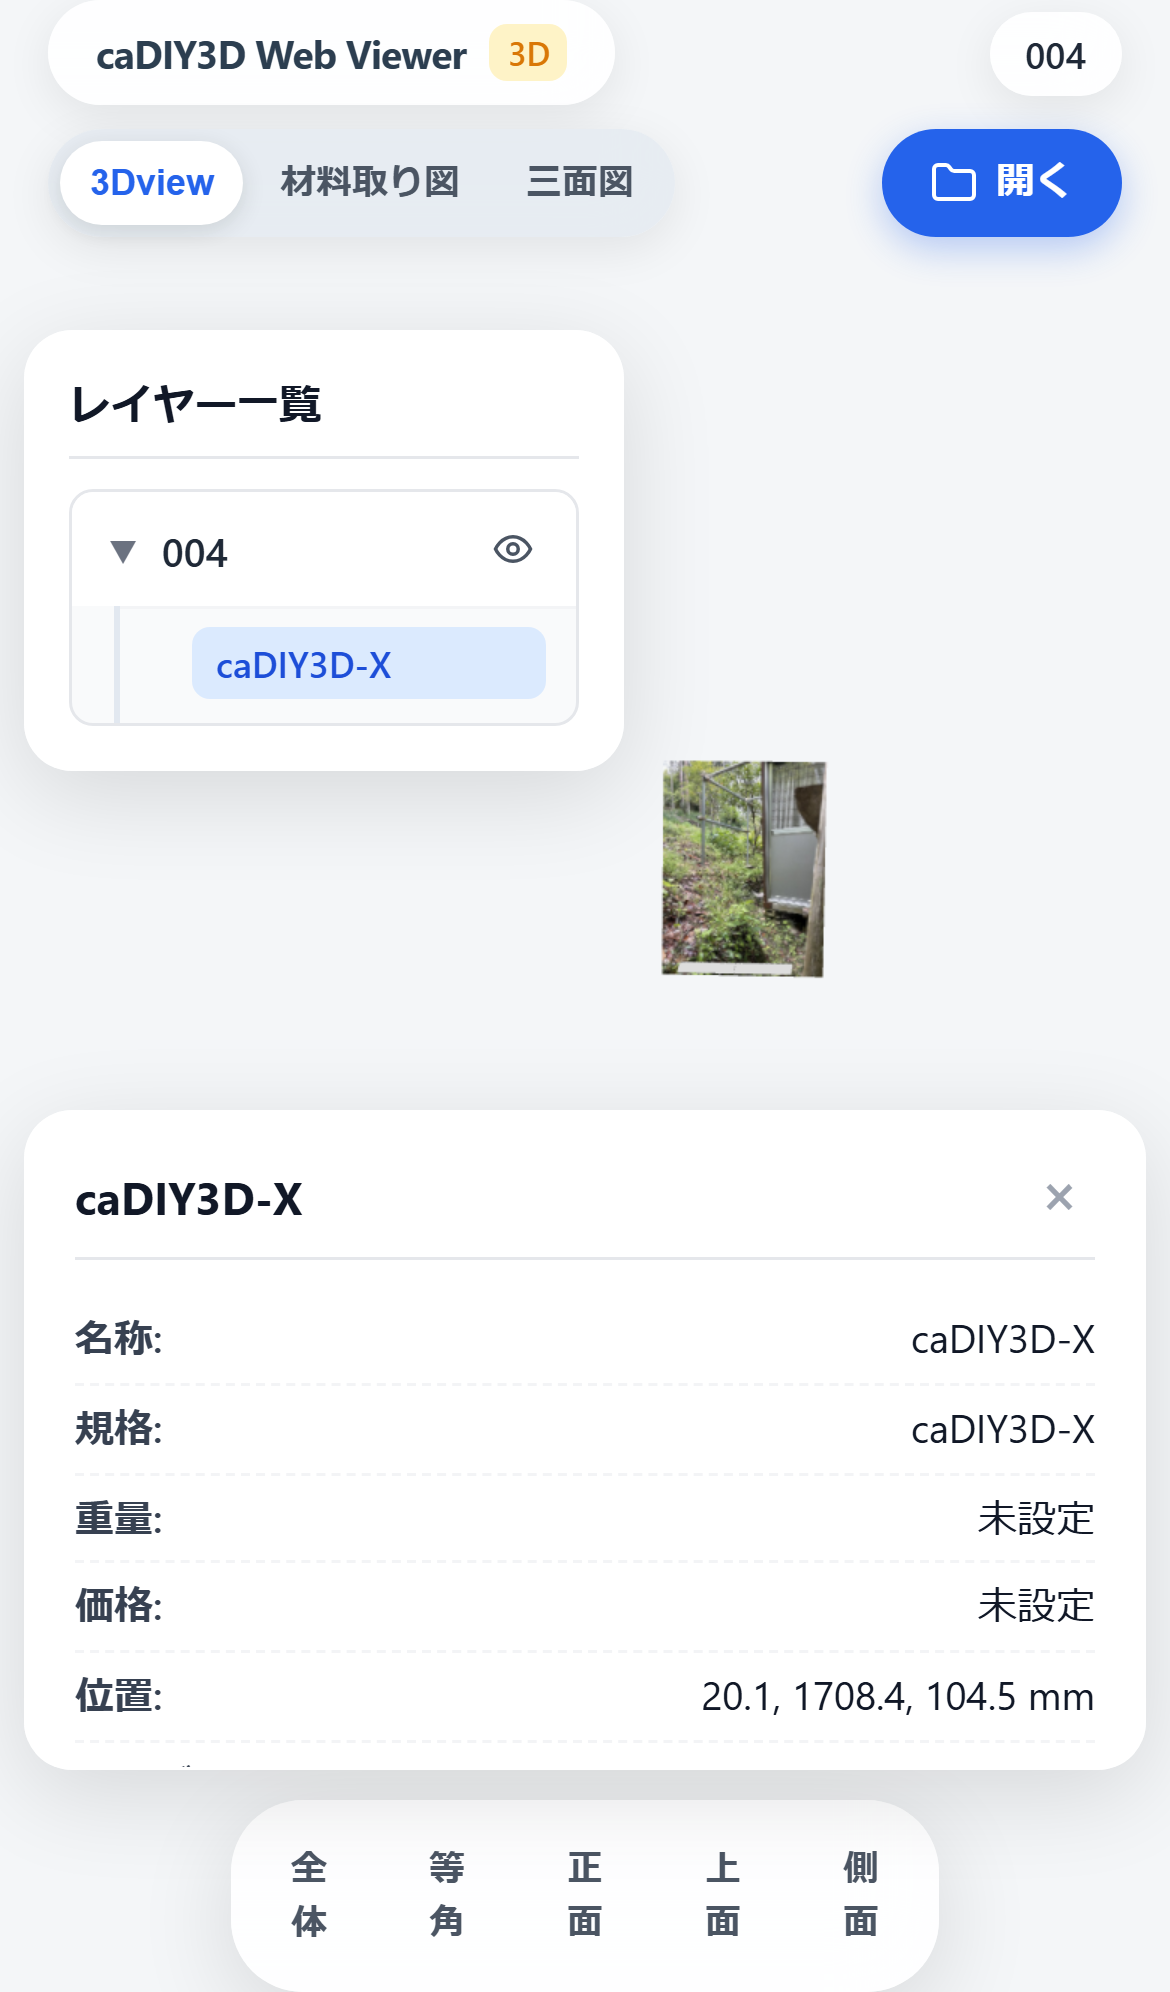 caDIY3D Web Viewer 3D
004
3Dview 材料取り図 三面図
開く
レイヤー一覧
004
caDIY3D-X
caDIY3D-X
名称: caDIY3D-X
規格: caDIY3D-X
重量: 未設定
価格: 未設定
位置: 20.1, 1708.4, 104.5 mm
全体 等角 正面 上面 側面